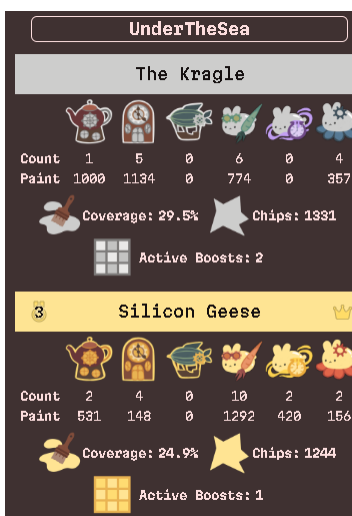 UnderTheSea
The Kragle
Count 1 5 0 6 0 4
Paint 1000 1134 0 774 0 357
Coverage: 29.5% Chips: 1331
Active Boosts: 2
3 Silicon Geese
Count 2 4 0 10 2 2
Paint 531 148 0 1292 420 156
Coverage: 24.9% Chips: 1244
Active Boosts: 1